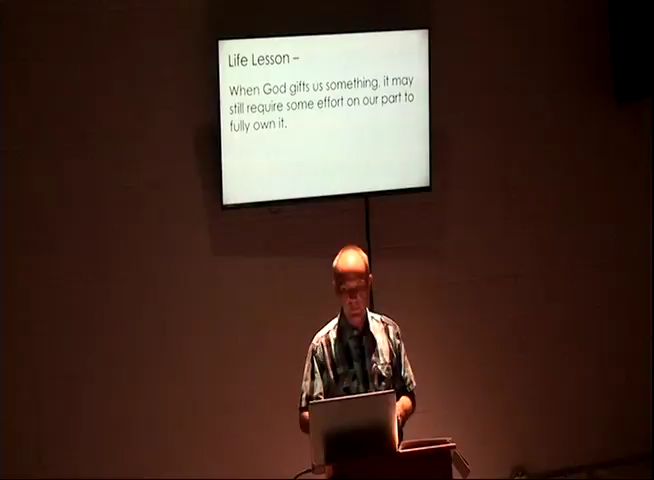 Life Lesson –
When God gifts us something, it may
still require some effort on our part to
fully own it.